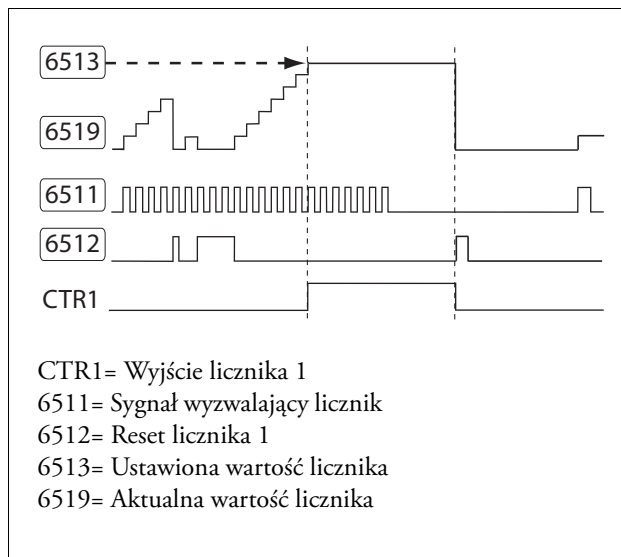 6513
6519
6511
6512
CTR1
CTR1= Wyjście licznika 1
6511= Sygnał wyzwalający licznik
6512= Reset licznika 1
6513= Ustawiona wartość licznika
6519= Aktualna wartość licznika